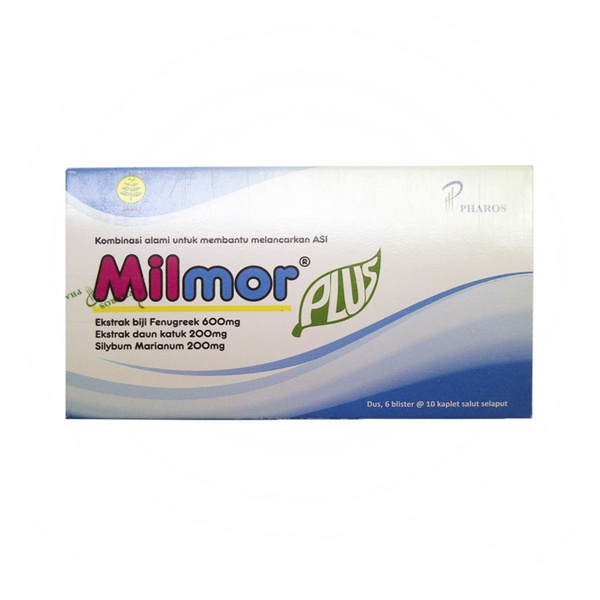 PHAROS
Kombinasi alami untuk membantu melancarkan ASI
Milmor®
PLUS
Ekstrak biji Fenugreek 600mg
Ekstrak daun katuk 200mg
Silybum Marianum 200mg
Dus, 6 blister @ 10 kaplet salut selaput